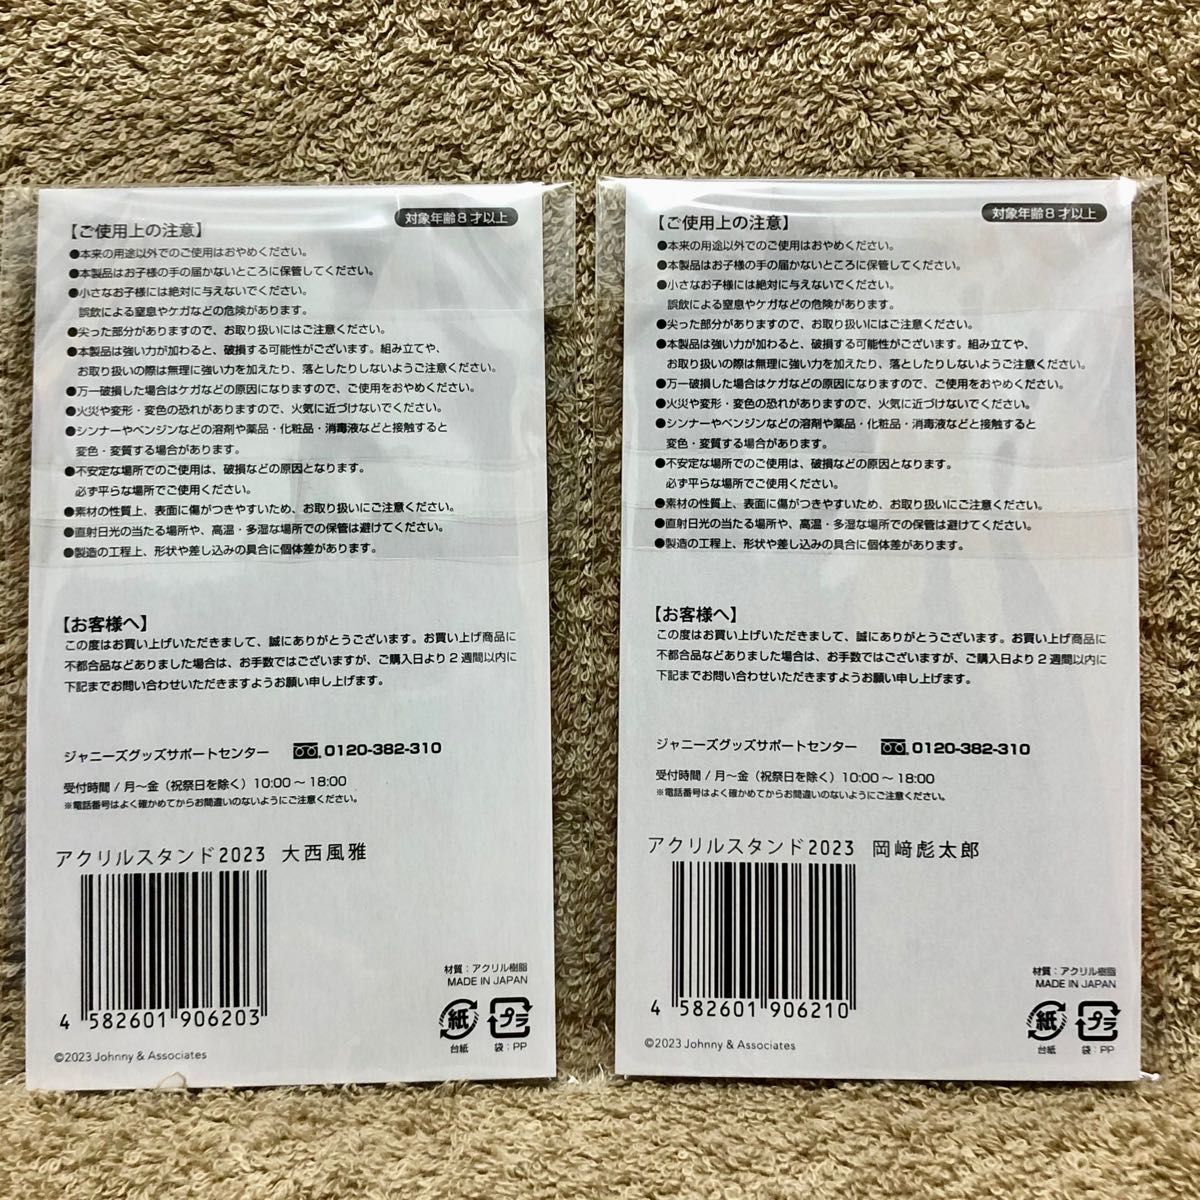 対象年齢8才以上
【ご使用上の注意】
●本来の用途以外でのご使用はおやめください。
●本製品はお子様の手の届かないところに保管してください。
●小さなお子様には絶対に与えないでください。
誤飲による窒息やケガなどの危険があります。
●尖った部分がありますので、お取り扱いにはご注意ください。
●本製品は強い力が加わると、破損する可能性がございます。組み立てや、
お取り扱いの際は無理に強い力を加えたり、落としたりしないようご注意ください。
●万一破損した場合はケガなどの原因になりますので、ご使用をおやめください。
●火災や変形・変色の恐れがありますので、火気に近づけないでください。
●シンナーやベンジンなどの溶剤や薬品・化粧品・消毒液などと接触すると
変色・変質する場合があります。
●不安定な場所でのご使用は、破損などの原因となります。
必ず平らな場所でご使用ください。
●素材の性質上、表面に傷がつきやすいため、お取り扱いにご注意ください。
●直射日光の当たる場所や、高温・多湿な場所での保管は避けてください。
●製造の工程上、形状や差し込みの具合に個体差があります。
【お客様へ】
この度はお買い上げいただきまして、誠にありがとうございます。お買い上げ商品に
不都合品などありました場合は、お手数ではございますが、ご購入日より2週間以内に
下記までお問い合わせいただきますようお願い申し上げます。
ジャニーズグッズサポートセンター 0120-382-310
受付時間/月〜金（祝祭日を除く）10:00〜18:00
※電話番号はよく確かめてからお間違いのないようにご注意ください。
アクリルスタンド2023 大西風雅
材質：アクリル樹脂
MADE IN JAPAN
4 582601 906203
紙 プラ
台紙 袋：PP
©2023 Johnny & Associates
対象年齢8才以上
【ご使用上の注意】
●本来の用途以外でのご使用はおやめください。
●本製品はお子様の手の届かないところに保管してください。
●小さなお子様には絶対に与えないでください。
誤飲による窒息やケガなどの危険があります。
●尖った部分がありますので、お取り扱いにはご注意ください。
●本製品は強い力が加わると、破損する可能性がございます。組み立てや、
お取り扱いの際は無理に強い力を加えたり、落としたりしないようご注意ください。
●万一破損した場合はケガなどの原因になりますので、ご使用をおやめください。
●火災や変形・変色の恐れがありますので、火気に近づけないでください。
●シンナーやベンジンなどの溶剤や薬品・化粧品・消毒液などと接触すると
変色・変質する場合があります。
●不安定な場所でのご使用は、破損などの原因となります。
必ず平らな場所でご使用ください。
●素材の性質上、表面に傷がつきやすいため、お取り扱いにご注意ください。
●直射日光の当たる場所や、高温・多湿な場所での保管は避けてください。
●製造の工程上、形状や差し込みの具合に個体差があります。
【お客様へ】
この度はお買い上げいただきまして、誠にありがとうございます。お買い上げ商品に
不都合品などありました場合は、お手数ではございますが、ご購入日より2週間以内に
下記までお問い合わせいただきますようお願い申し上げます。
ジャニーズグッズサポートセンター 0120-382-310
受付時間/月〜金（祝祭日を除く）10:00〜18:00
※電話番号はよく確かめてからお間違いのないようにご注意ください。
アクリルスタンド2023 岡﨑彪太郎
材質：アクリル樹脂
MADE IN JAPAN
4 582601 906210
紙 プラ
台紙 袋：PP
©2023 Johnny & Associates